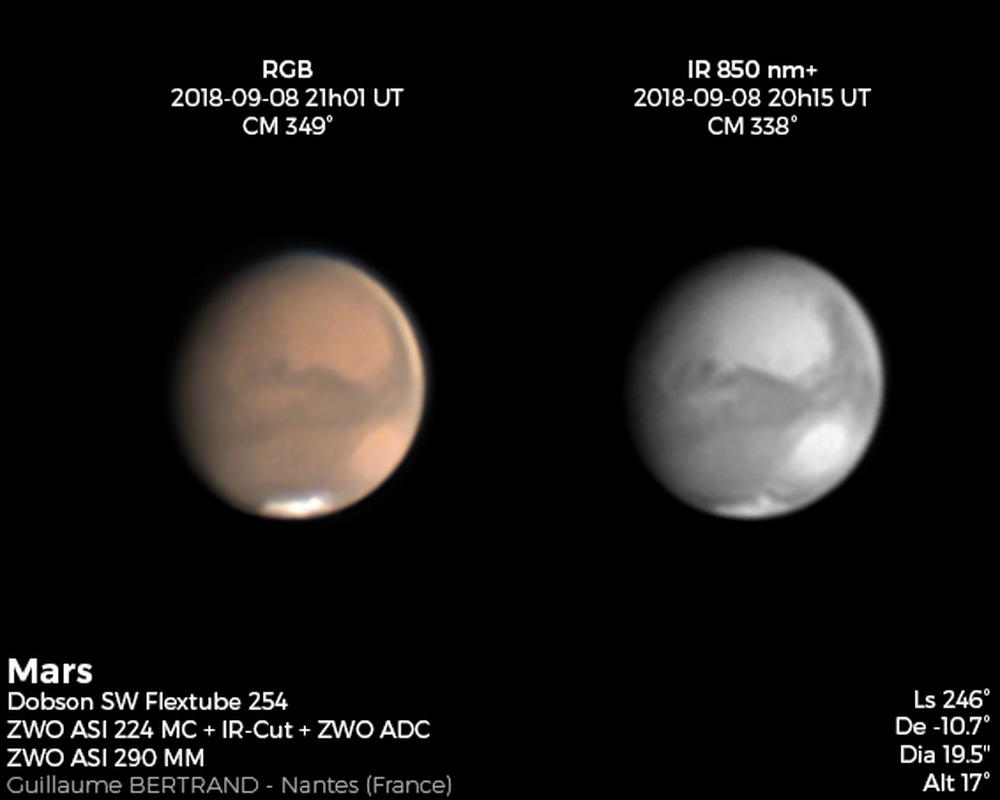 RGB
2018-09-08 21h01 UT
CM 349°
IR 850 nm+
2018-09-08 20h15 UT
CM 338°
Mars
Dobson SW Flextube 254
ZWO ASI 224 MC + IR-Cut + ZWO ADC
ZWO ASI 290 MM
Guillaume BERTRAND - Nantes (France)
Ls 246°
De -10.7°
Dia 19.5"
Alt 17°